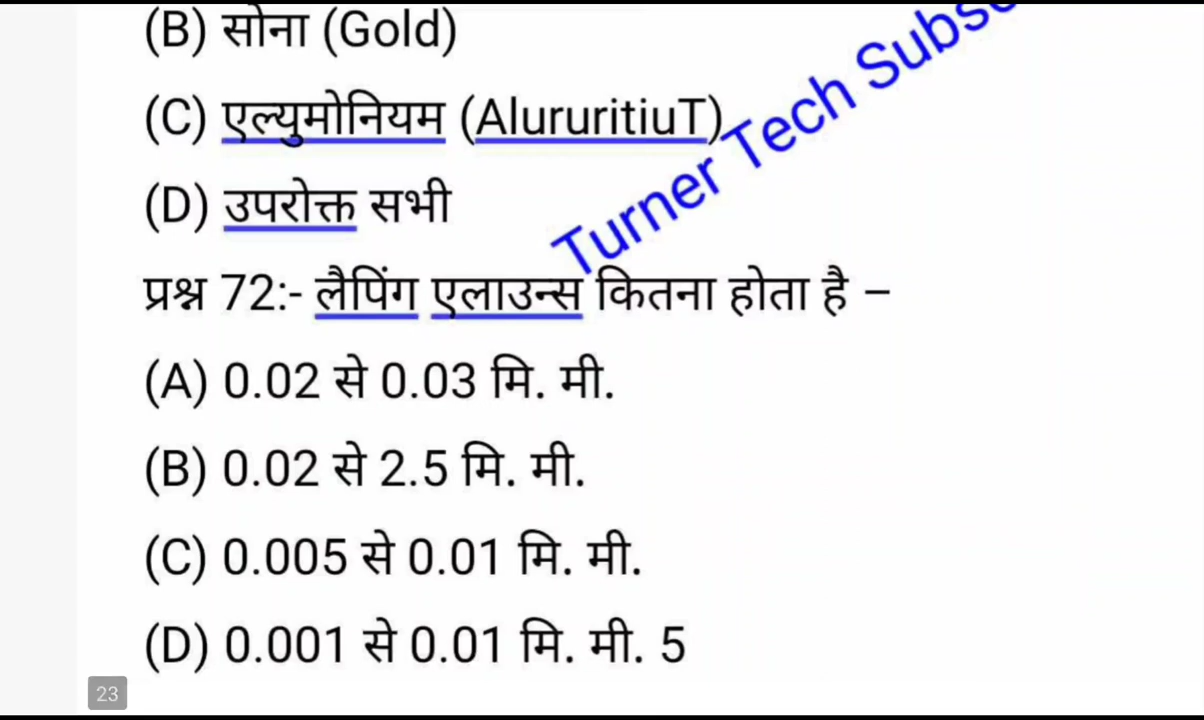 (B) सोना (Gold)
(C) एल्युमोनियम (AlururitiuT)
(D) उपरोक्त सभी
Turner Tech Subs
प्रश्न 72:- लैपिंग एलाउन्स कितना होता है –
(A) 0.02 से 0.03 मि. मी.
(B) 0.02 से 2.5 मि. मी.
(C) 0.005 से 0.01 मि. मी.
(D) 0.001 से 0.01 मि. मी. 5
23